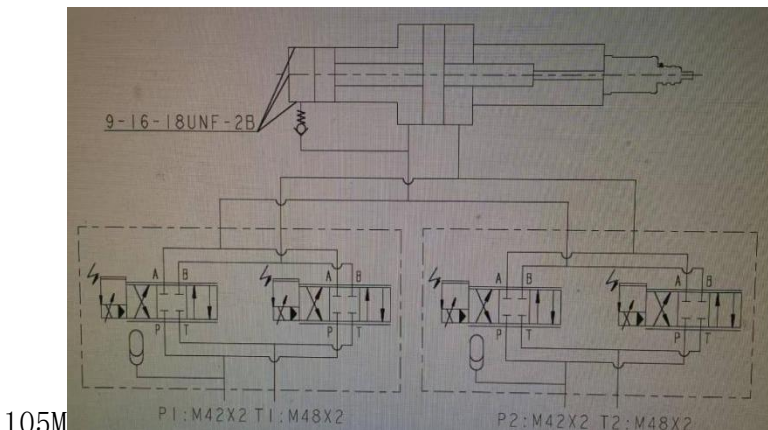 9-16-18UNF-2B
A B A B A B A B
P T P T P T P T
P1:M42X2 T1:M48X2 P2:M42X2 T2:M48X2
105M